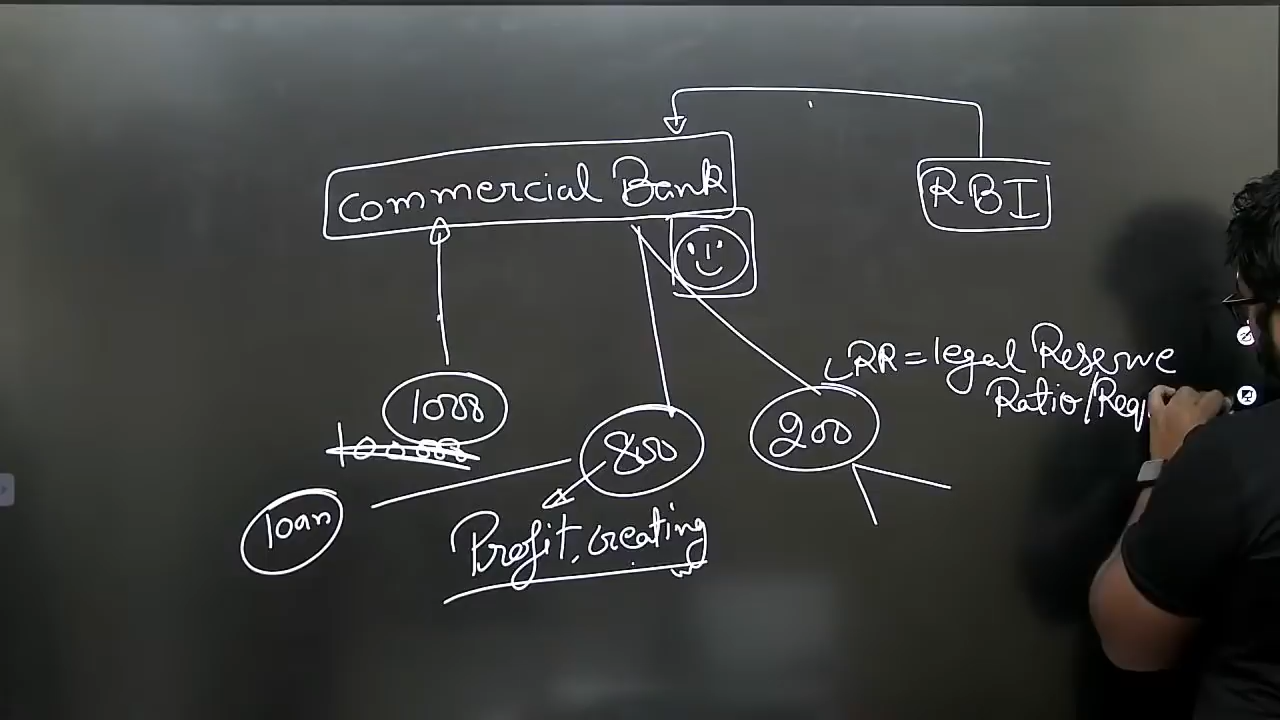 Commercial Bank
RBI
LRR = legal Reserve
Ratio/Req
1000
800
200
loan
Profit, creating